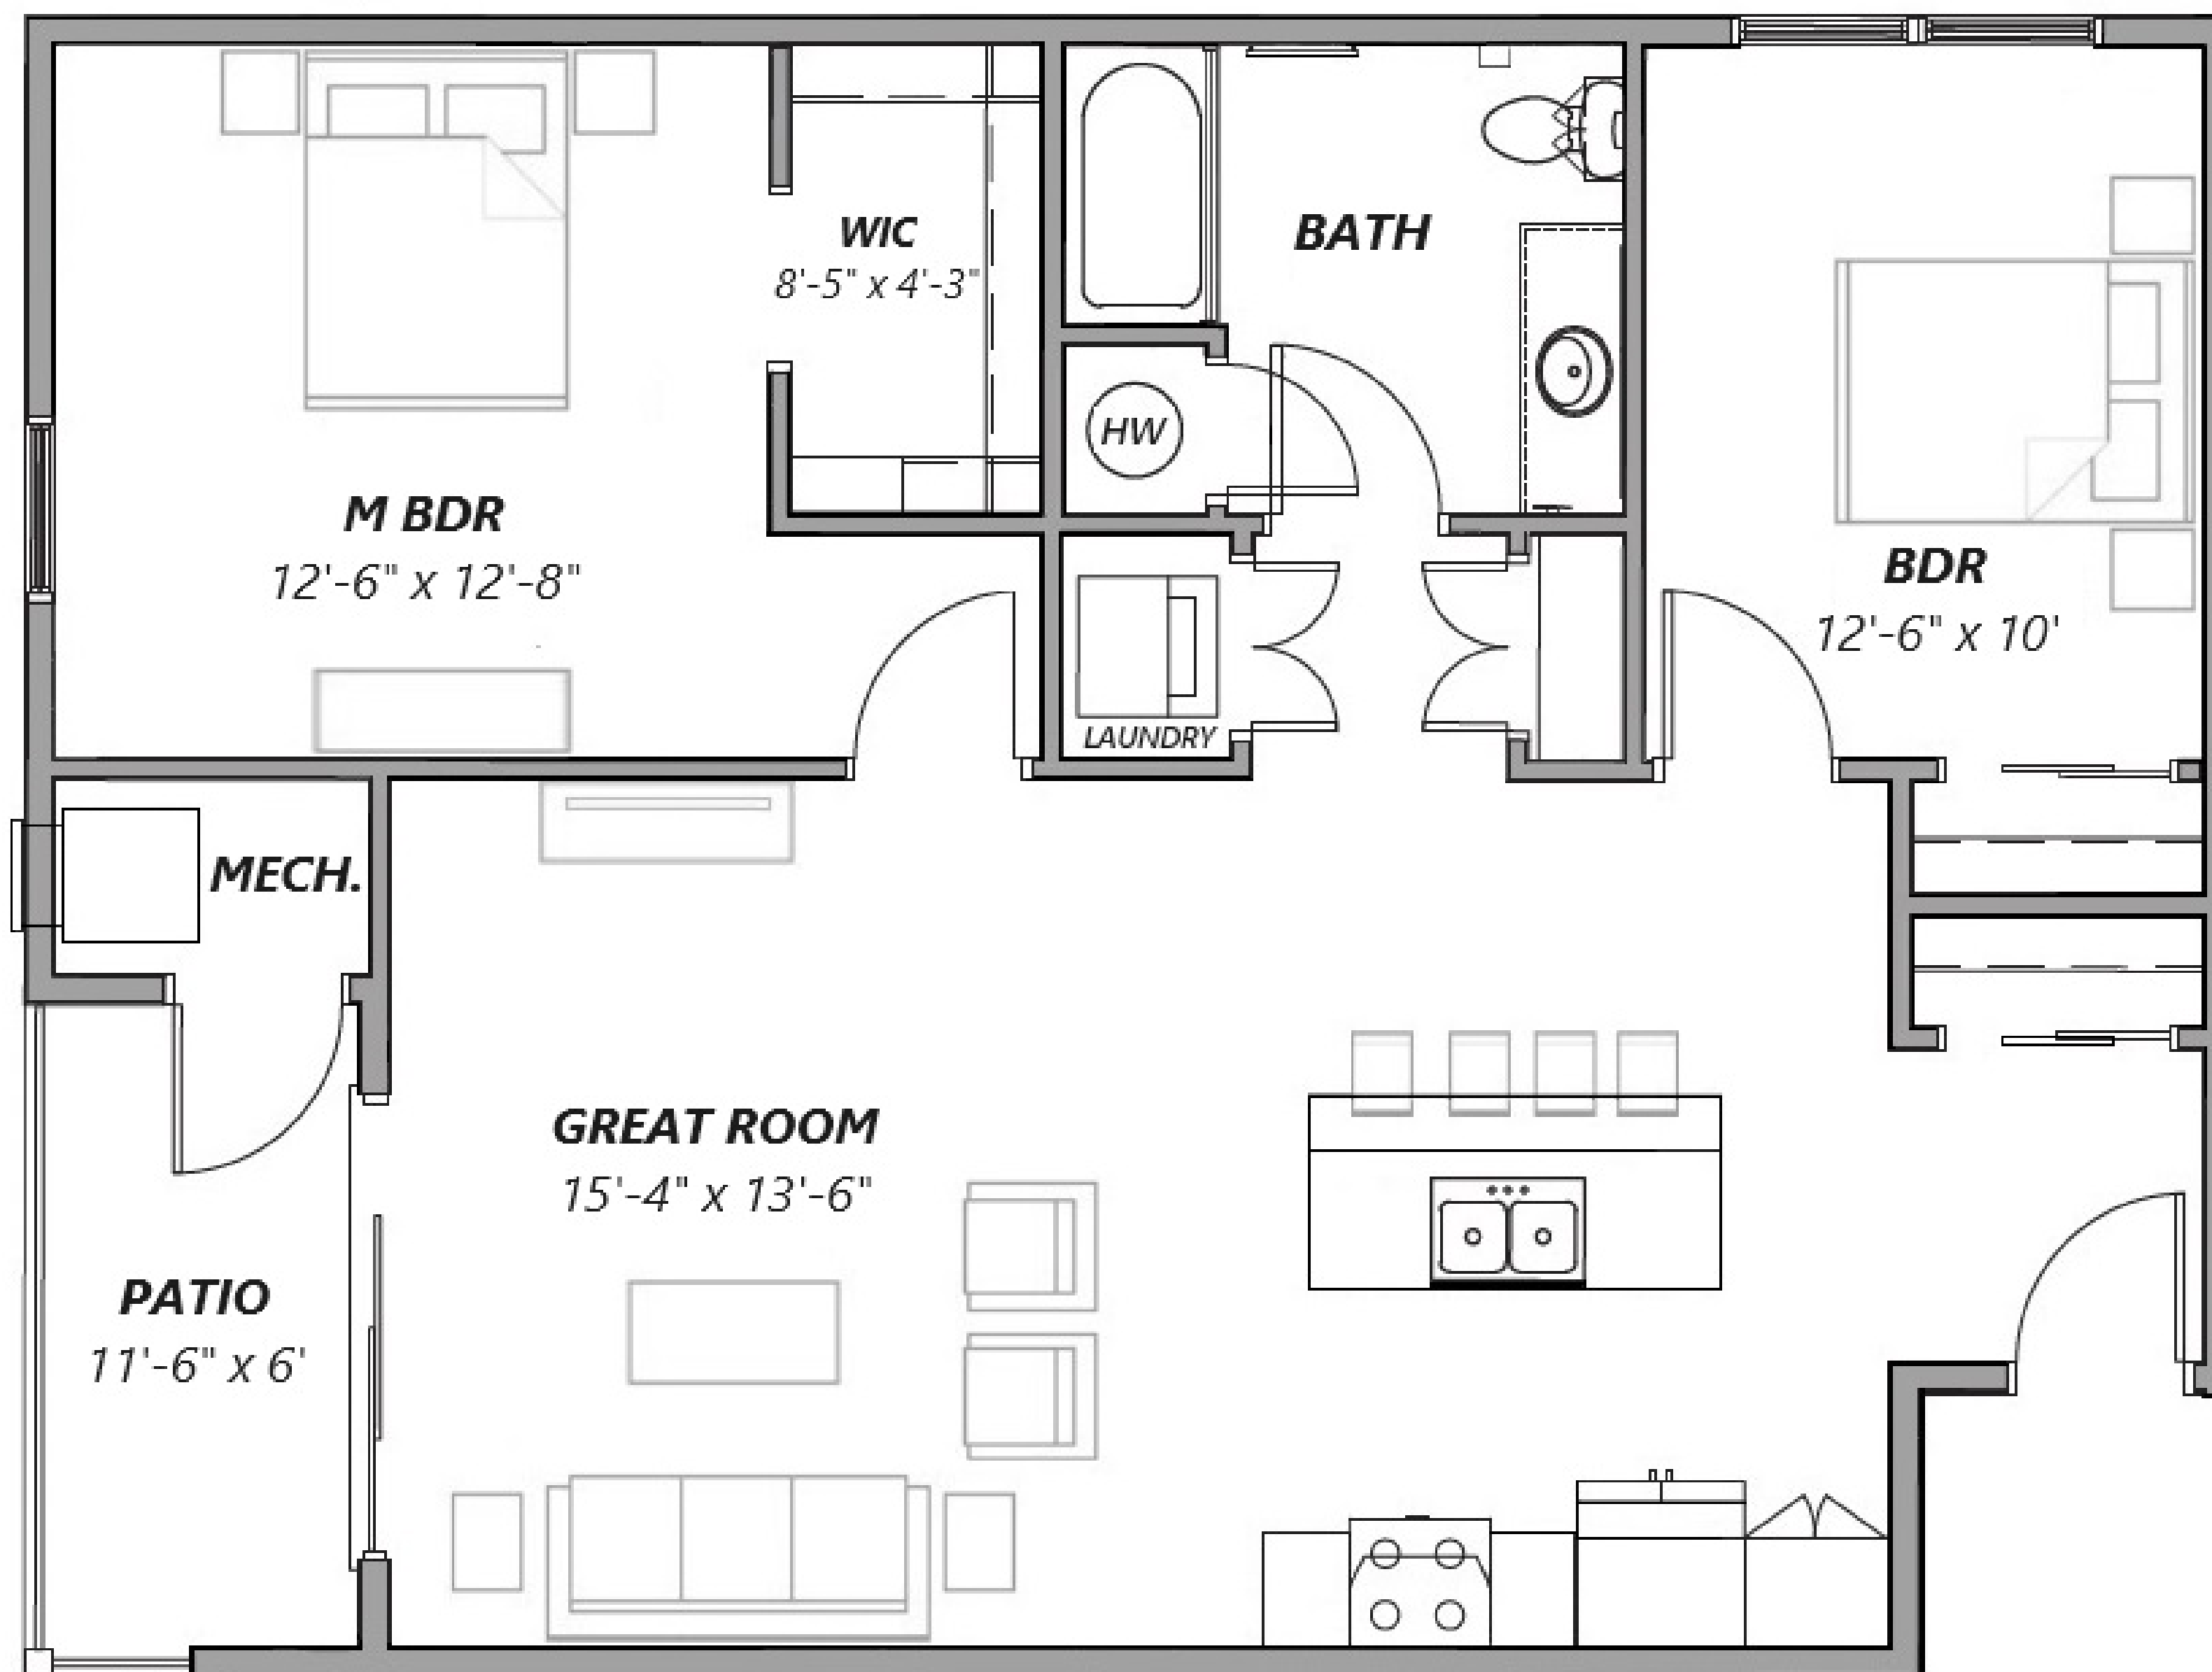 WIC
8'-5" x 4'-3"
BATH
HW
M BDR
12'-6" x 12'-8"
BDR
12'-6" x 10'
LAUNDRY
MECH.
GREAT ROOM
15'-4" x 13'-6"
PATIO
11'-6" x 6'